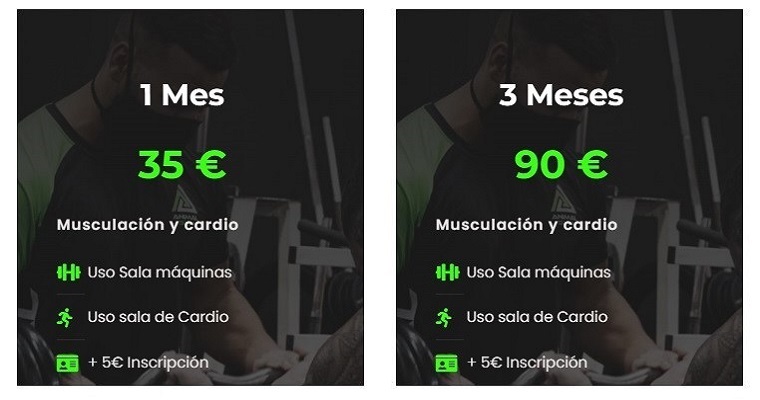 1 Mes
35 €
Musculación y cardio
Uso Sala máquinas
Uso sala de Cardio
+ 5€ Inscripción
3 Meses
90 €
Musculación y cardio
Uso Sala máquinas
Uso sala de Cardio
+ 5€ Inscripción